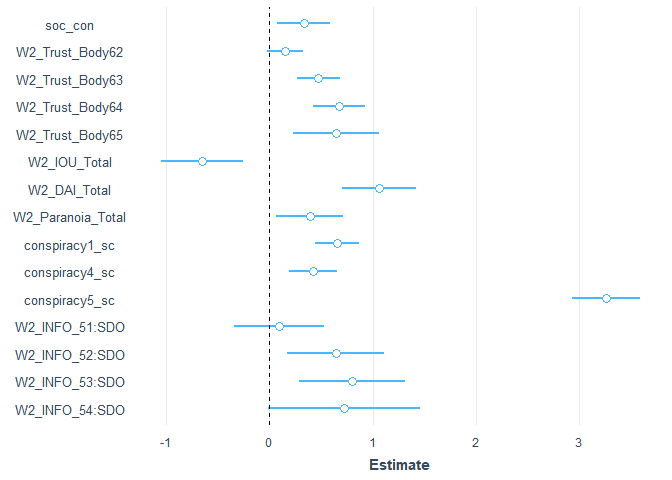 soc_con
W2_Trust_Body62
W2_Trust_Body63
W2_Trust_Body64
W2_Trust_Body65
W2_IOU_Total
W2_DAI_Total
W2_Paranoia_Total
conspiracy1_sc
conspiracy4_sc
conspiracy5_sc
W2_INFO_51:SDO
W2_INFO_52:SDO
W2_INFO_53:SDO
W2_INFO_54:SDO
-1 0 1 2 3
Estimate